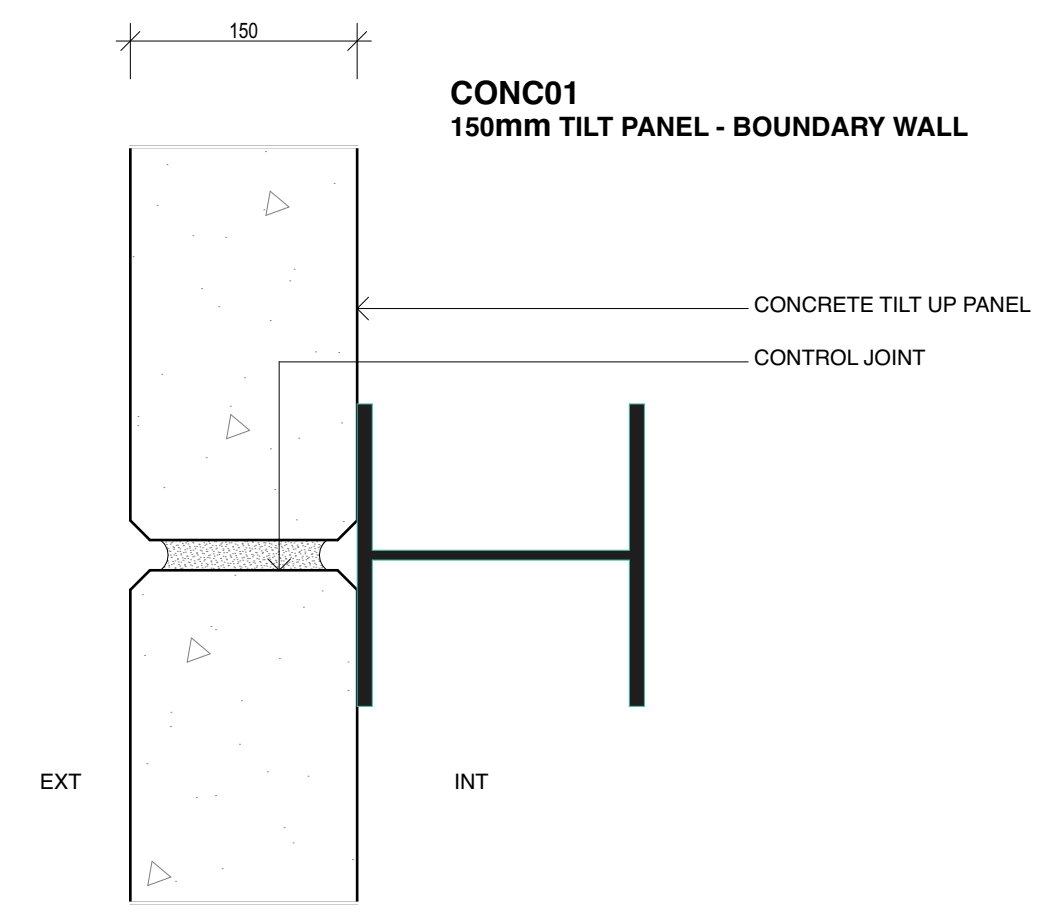 150
CONC01
150mm TILT PANEL - BOUNDARY WALL
CONCRETE TILT UP PANEL
CONTROL JOINT
EXT
INT